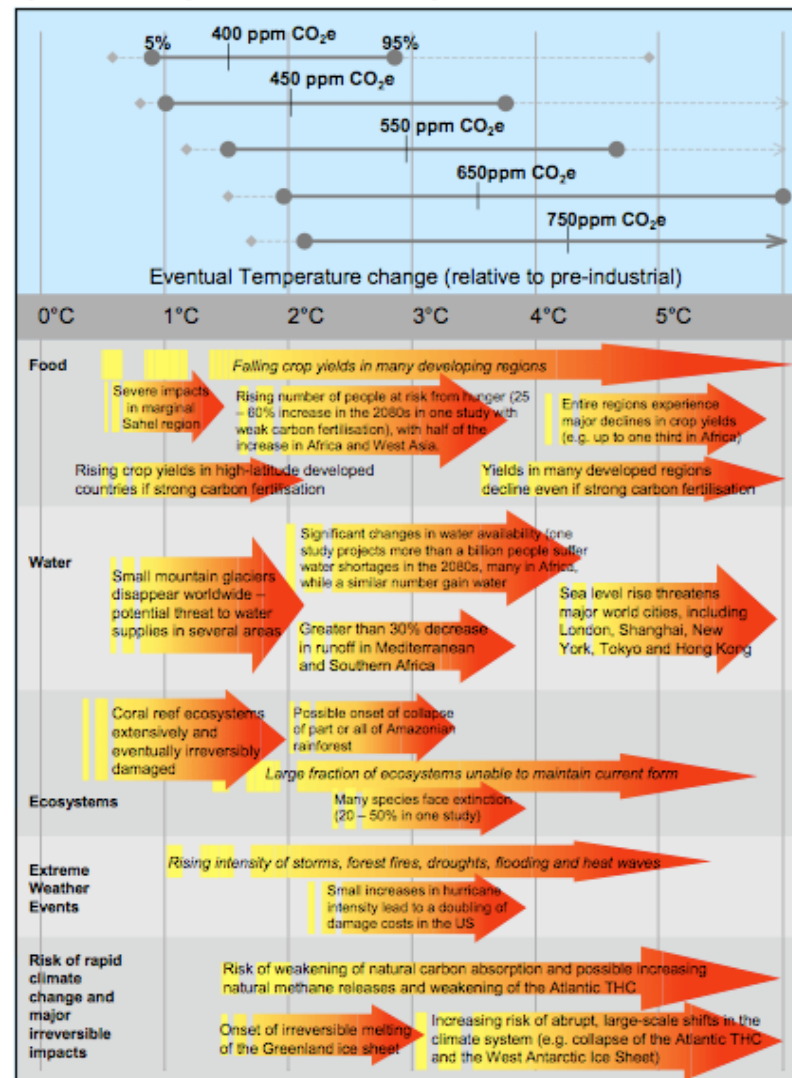 400 ppm CO₂e
5%
95%
450 ppm CO₂e
550 ppm CO₂e
650ppm CO₂e
750ppm CO₂e
Eventual Temperature change (relative to pre-industrial)
0°C 1°C 2°C 3°C 4°C 5°C
Food
Falling crop yields in many developing regions
Severe impacts
in marginal
Sahel region
Rising number of people at risk from hunger (25
– 60% increase in the 2080s in one study with
weak carbon fertilisation), with half of the
increase in Africa and West Asia.
Entire regions experience
major declines in crop yields
(e.g. up to one third in Africa)
Rising crop yields in high-latitude developed
countries if strong carbon fertilisation
Yields in many developed regions
decline even if strong carbon fertilisation
Water
Small mountain glaciers
disappear worldwide –
potential threat to water
supplies in several areas
Significant changes in water availability (one
study projects more than a billion people suffer
water shortages in the 2080s, many in Africa,
while a similar number gain water
Greater than 30% decrease
in runoff in Mediterranean
and Southern Africa
Sea level rise threatens
major world cities, including
London, Shanghai, New
York, Tokyo and Hong Kong
Ecosystems
Coral reef ecosystems
extensively and
eventually irreversibly
damaged
Possible onset of collapse
of part or all of Amazonian
rainforest
Large fraction of ecosystems unable to maintain current form
Many species face extinction
(20 – 50% in one study)
Extreme
Weather
Events
Rising intensity of storms, forest fires, droughts, flooding and heat waves
Small increases in hurricane
intensity lead to a doubling of
damage costs in the US
Risk of rapid
climate
change and
major
irreversible
impacts
Risk of weakening of natural carbon absorption and possible increasing
natural methane releases and weakening of the Atlantic THC
Onset of irreversible melting
of the Greenland ice sheet
Increasing risk of abrupt, large-scale shifts in the
climate system (e.g. collapse of the Atlantic THC
and the West Antarctic Ice Sheet)